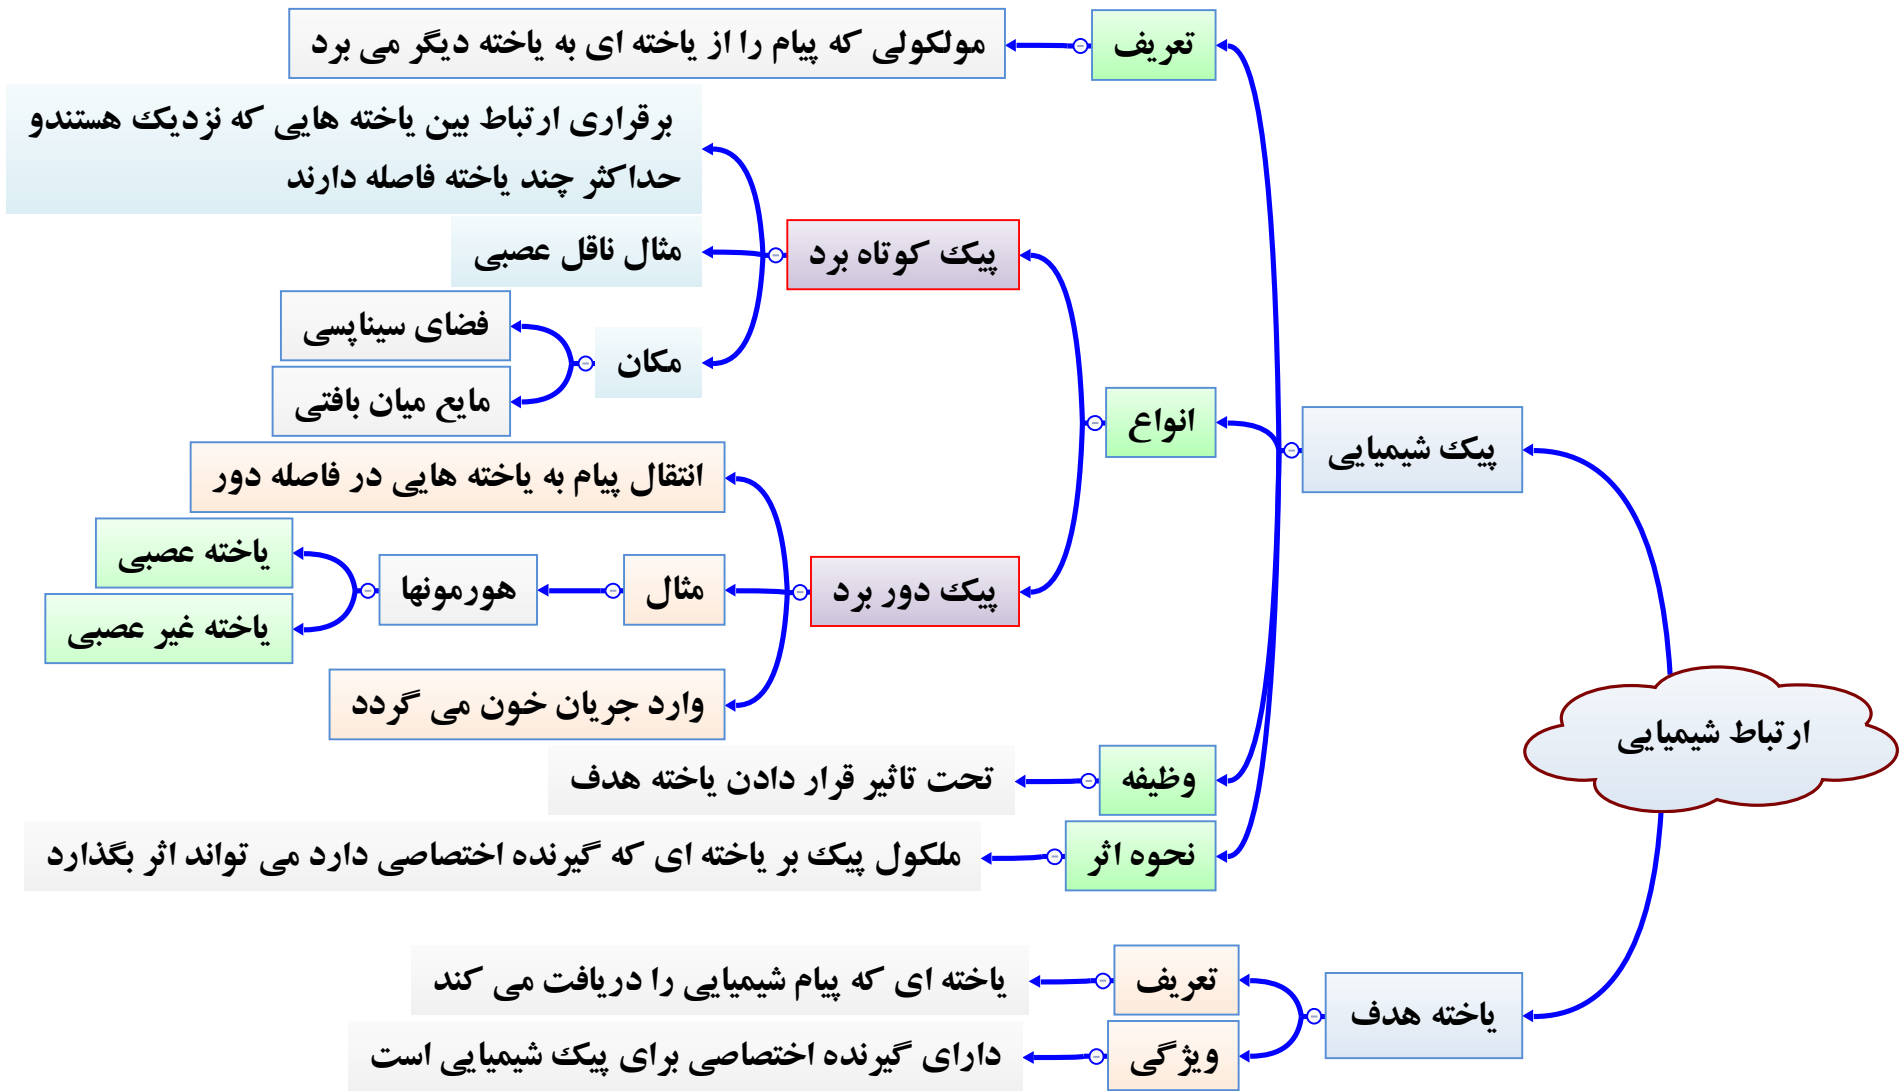 ارتباط شیمیایی
پیک شیمیایی
تعریف
مولکولی که پیام را از یاخته ای به یاخته دیگر می برد
انواع
پیک کوتاه برد
برقراری ارتباط بین یاخته هایی که نزدیک هستندو
حداکثر چند یاخته فاصله دارند
مثال ناقل عصبی
مکان
فضای سیناپسی
مایع میان بافتی
پیک دور برد
انتقال پیام به یاخته هایی در فاصله دور
مثال
هورمونها
یاخته عصبی
یاخته غیر عصبی
وارد جریان خون می گردد
وظیفه
تحت تاثیر قرار دادن یاخته هدف
نحوه اثر
ملکول پیک بر یاخته ای که گیرنده اختصاصی دارد می تواند اثر بگذارد
یاخته هدف
تعریف
یاخته ای که پیام شیمیایی را دریافت می کند
ویژگی
دارای گیرنده اختصاصی برای پیک شیمیایی است